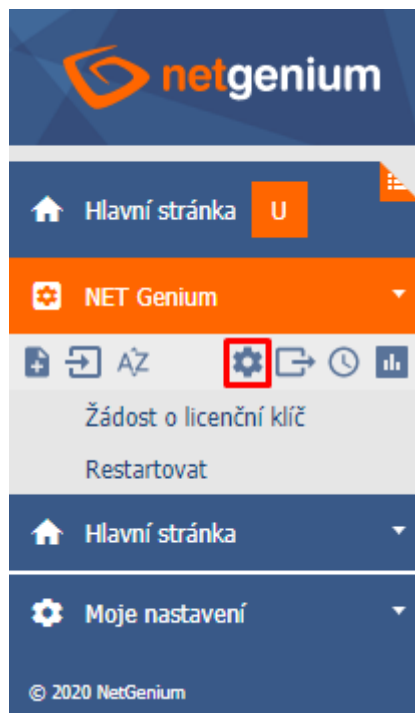 netgenium
Hlavní stránka U
NET Genium
AZ
Žádost o licenční klíč
Restartovat
Hlavní stránka
Moje nastavení
© 2020 NetGenium